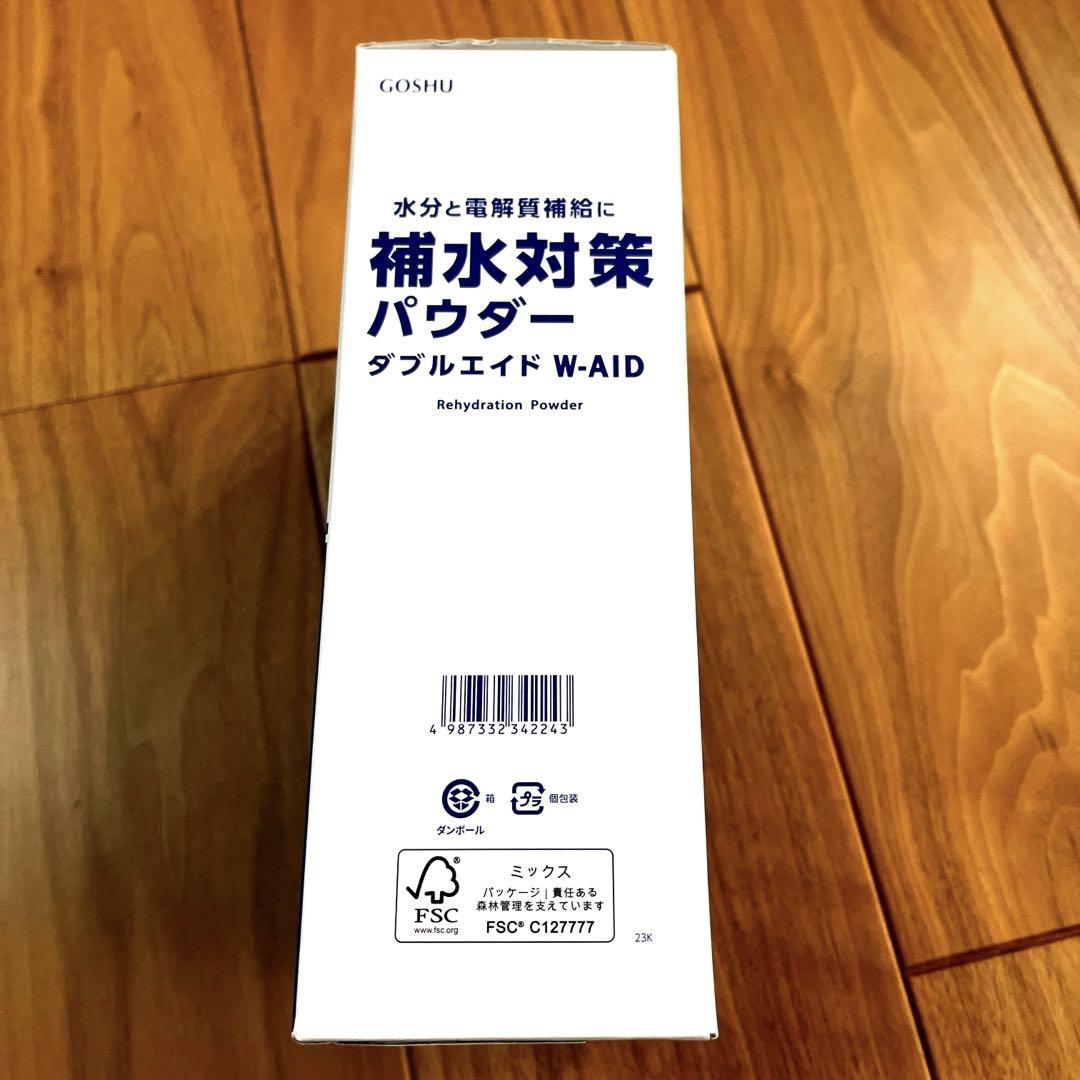 GOSHU
水分と電解質補給に
補水対策
パウダー
ダブルエイド W-AID
Rehydration Powder
4 987332 342243
箱
プラ 個包装
ダンボール
ミックス
パッケージ | 責任ある
森林管理を支えています
FSC® C127777
®
FSC
www.fsc.org
23K